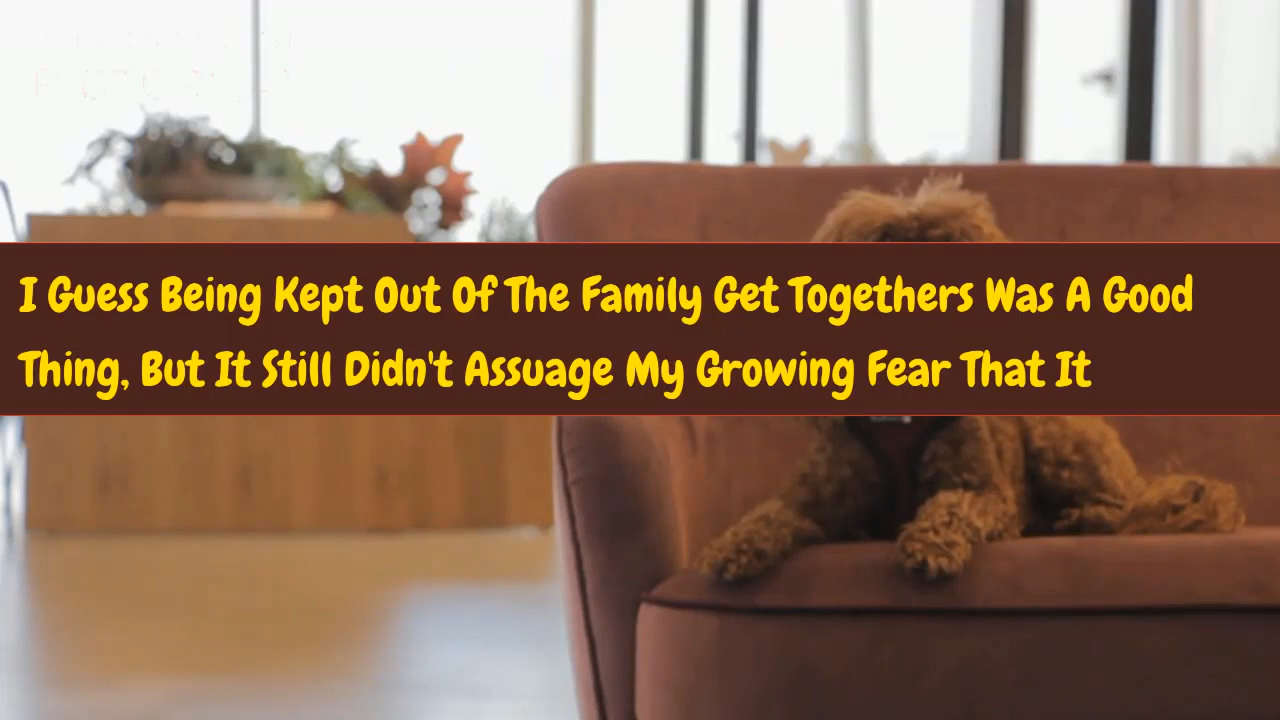 I Guess Being Kept Out Of The Family Get Togethers Was A Good
Thing, But It Still Didn't Assuage My Growing Fear That It